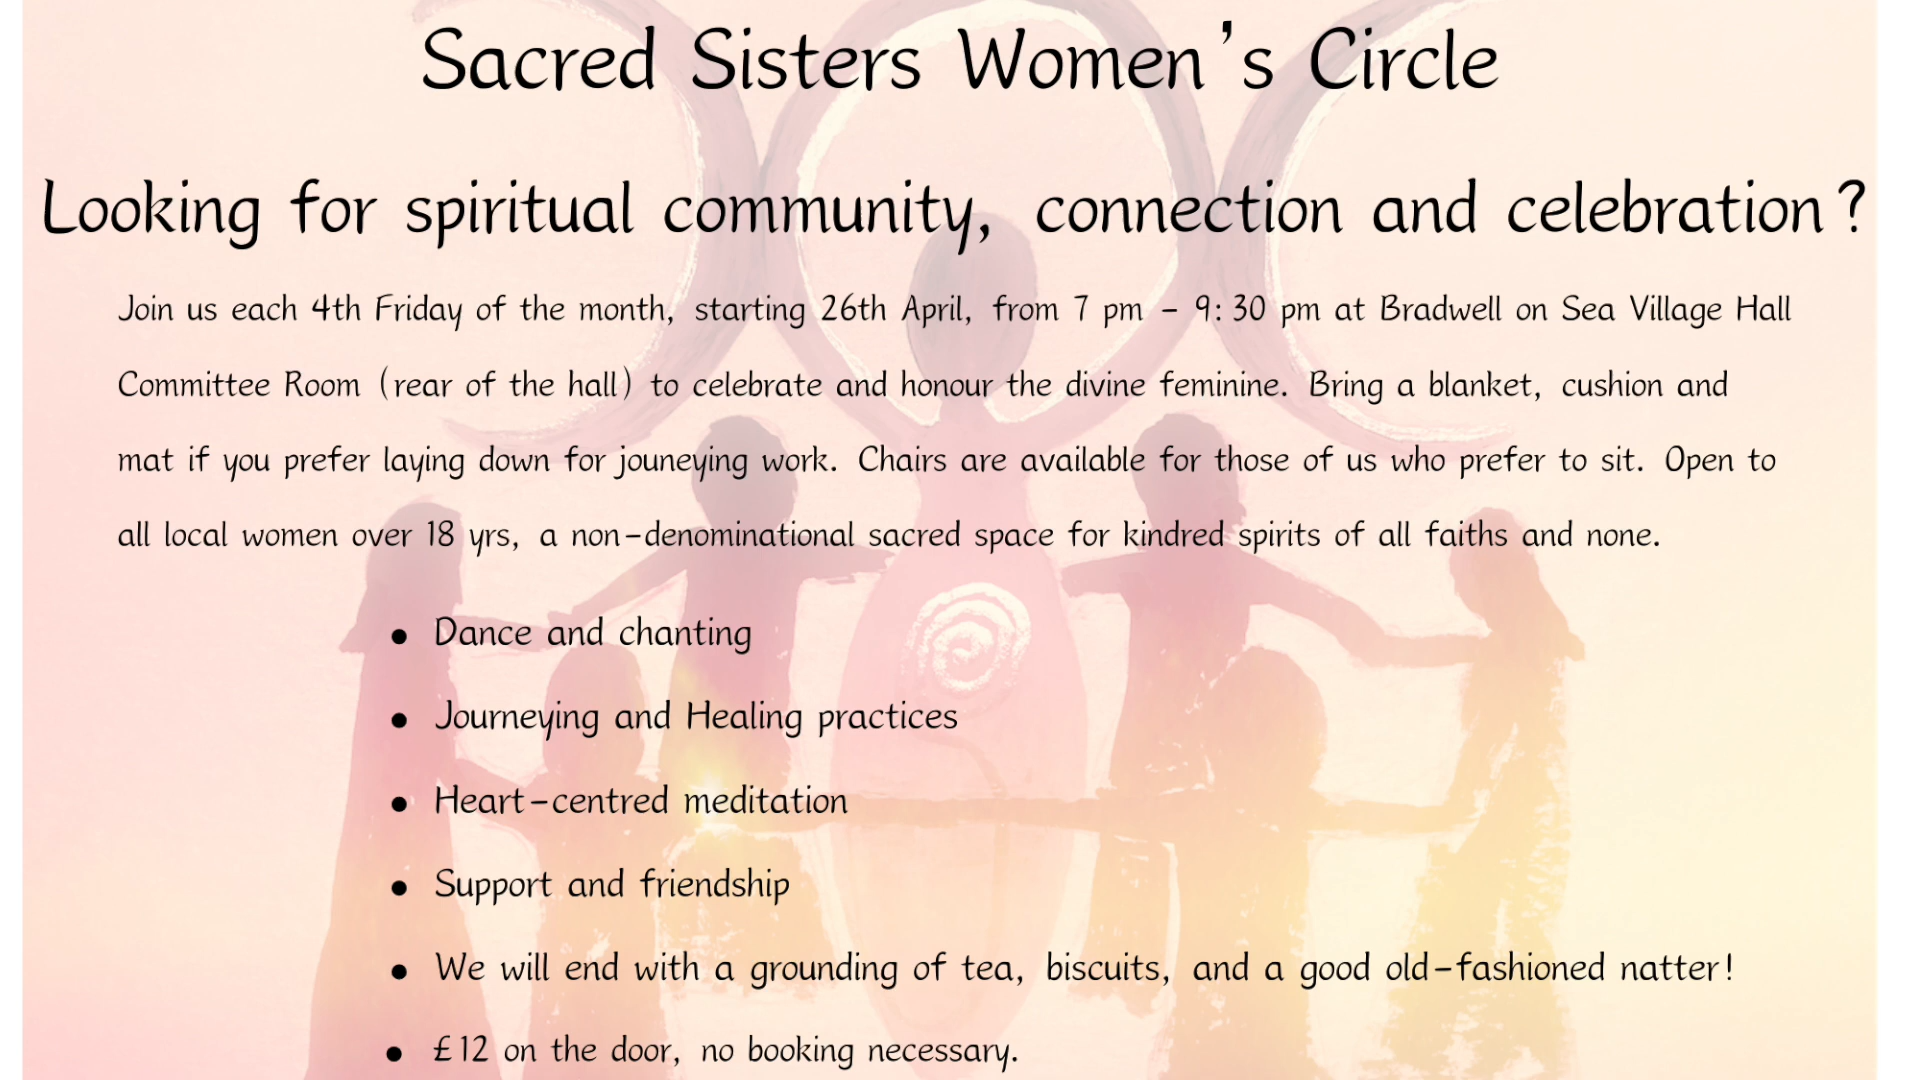 Sacred Sisters Women's Circle
Looking for spiritual community, connection and celebration?
Join us each 4th Friday of the month, starting 26th April, from 7 pm - 9:30 pm at Bradwell on Sea Village Hall
Committee Room (rear of the hall) to celebrate and honour the divine feminine. Bring a blanket, cushion and
mat if you prefer laying down for jouneying work. Chairs are available for those of us who prefer to sit. Open to
all local women over 18 yrs, a non-denominational sacred space for kindred spirits of all faiths and none.
• Dance and chanting
• Journeying and Healing practices
• Heart-centred meditation
• Support and friendship
• We will end with a grounding of tea, biscuits, and a good old-fashioned natter!
• £12 on the door, no booking necessary.